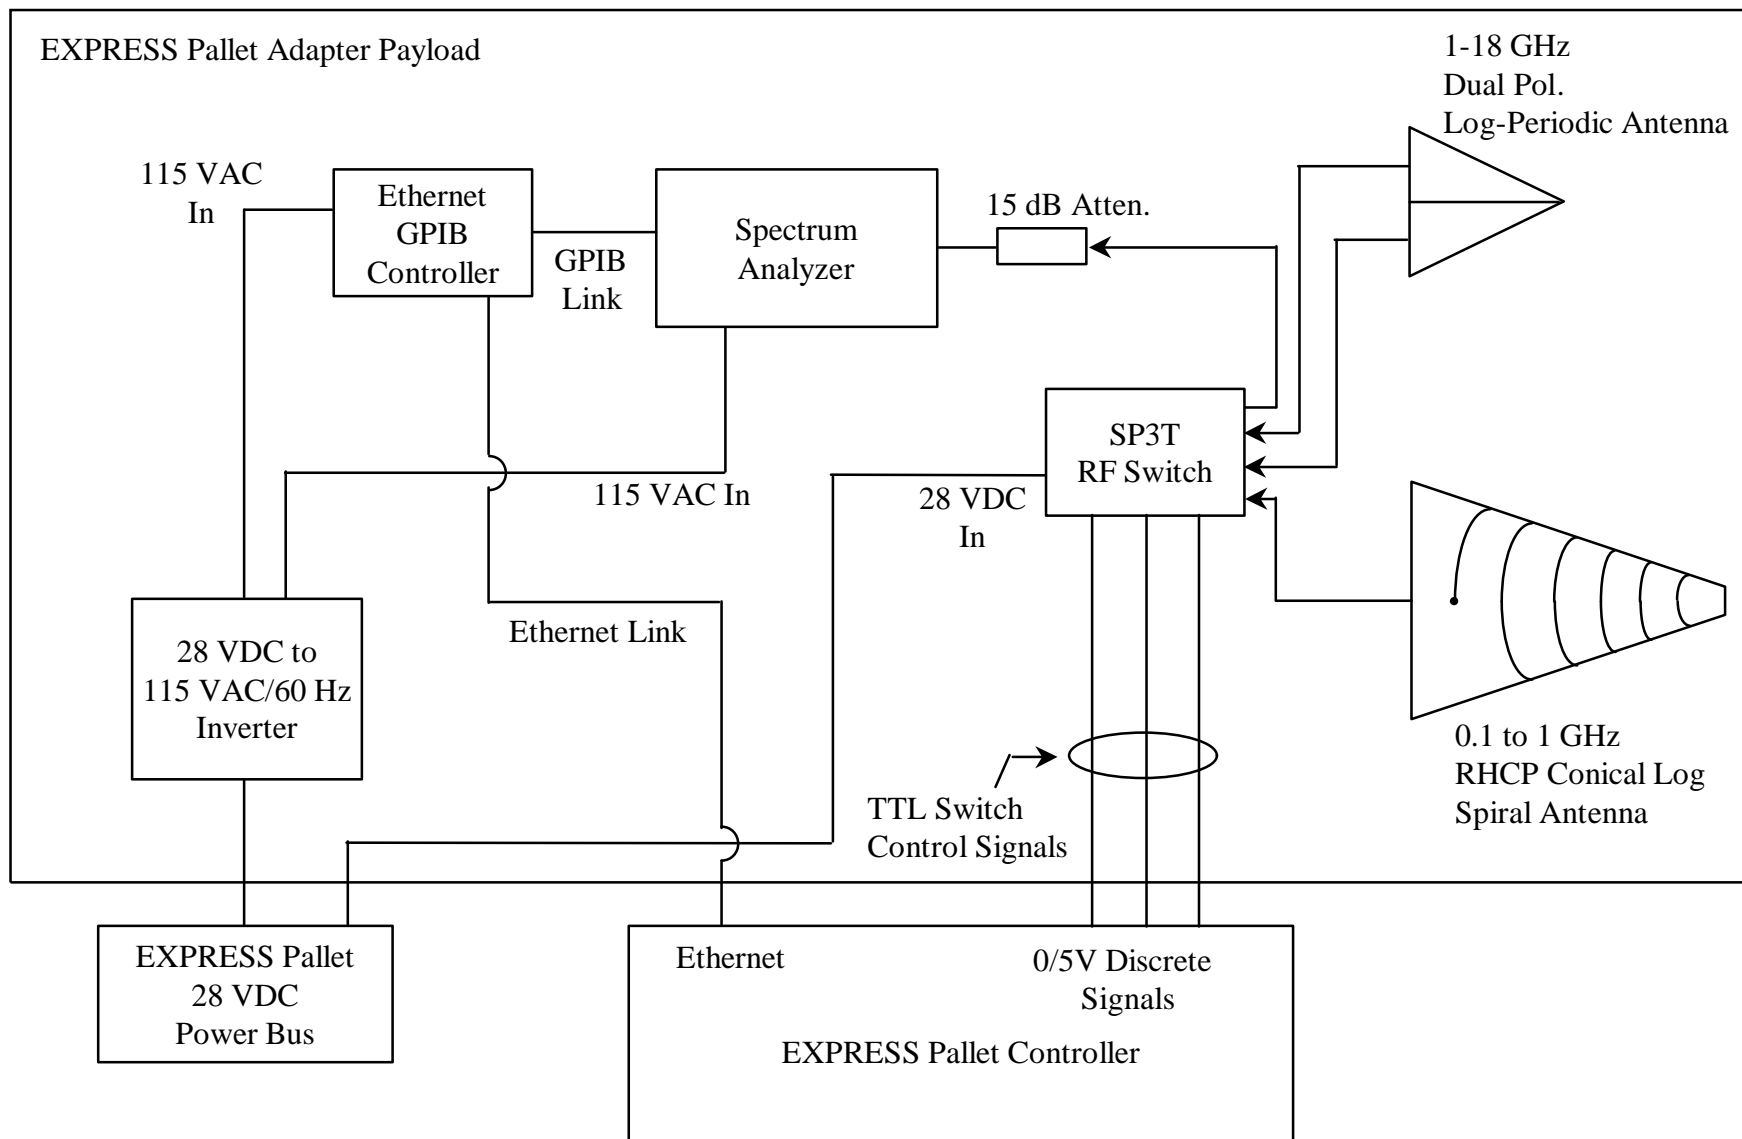 EXPRESS Pallet Adapter Payload
1-18 GHz
Dual Pol.
Log-Periodic Antenna
115 VAC
In
Ethernet
GPIB
Controller
GPIB
Link
Spectrum
Analyzer
15 dB Atten.
SP3T
RF Switch
115 VAC In
28 VDC
In
28 VDC to
115 VAC/60 Hz
Inverter
Ethernet Link
0.1 to 1 GHz
RHCP Conical Log
Spiral Antenna
TTL Switch
Control Signals
EXPRESS Pallet
28 VDC
Power Bus
Ethernet
0/5V Discrete
Signals
EXPRESS Pallet Controller